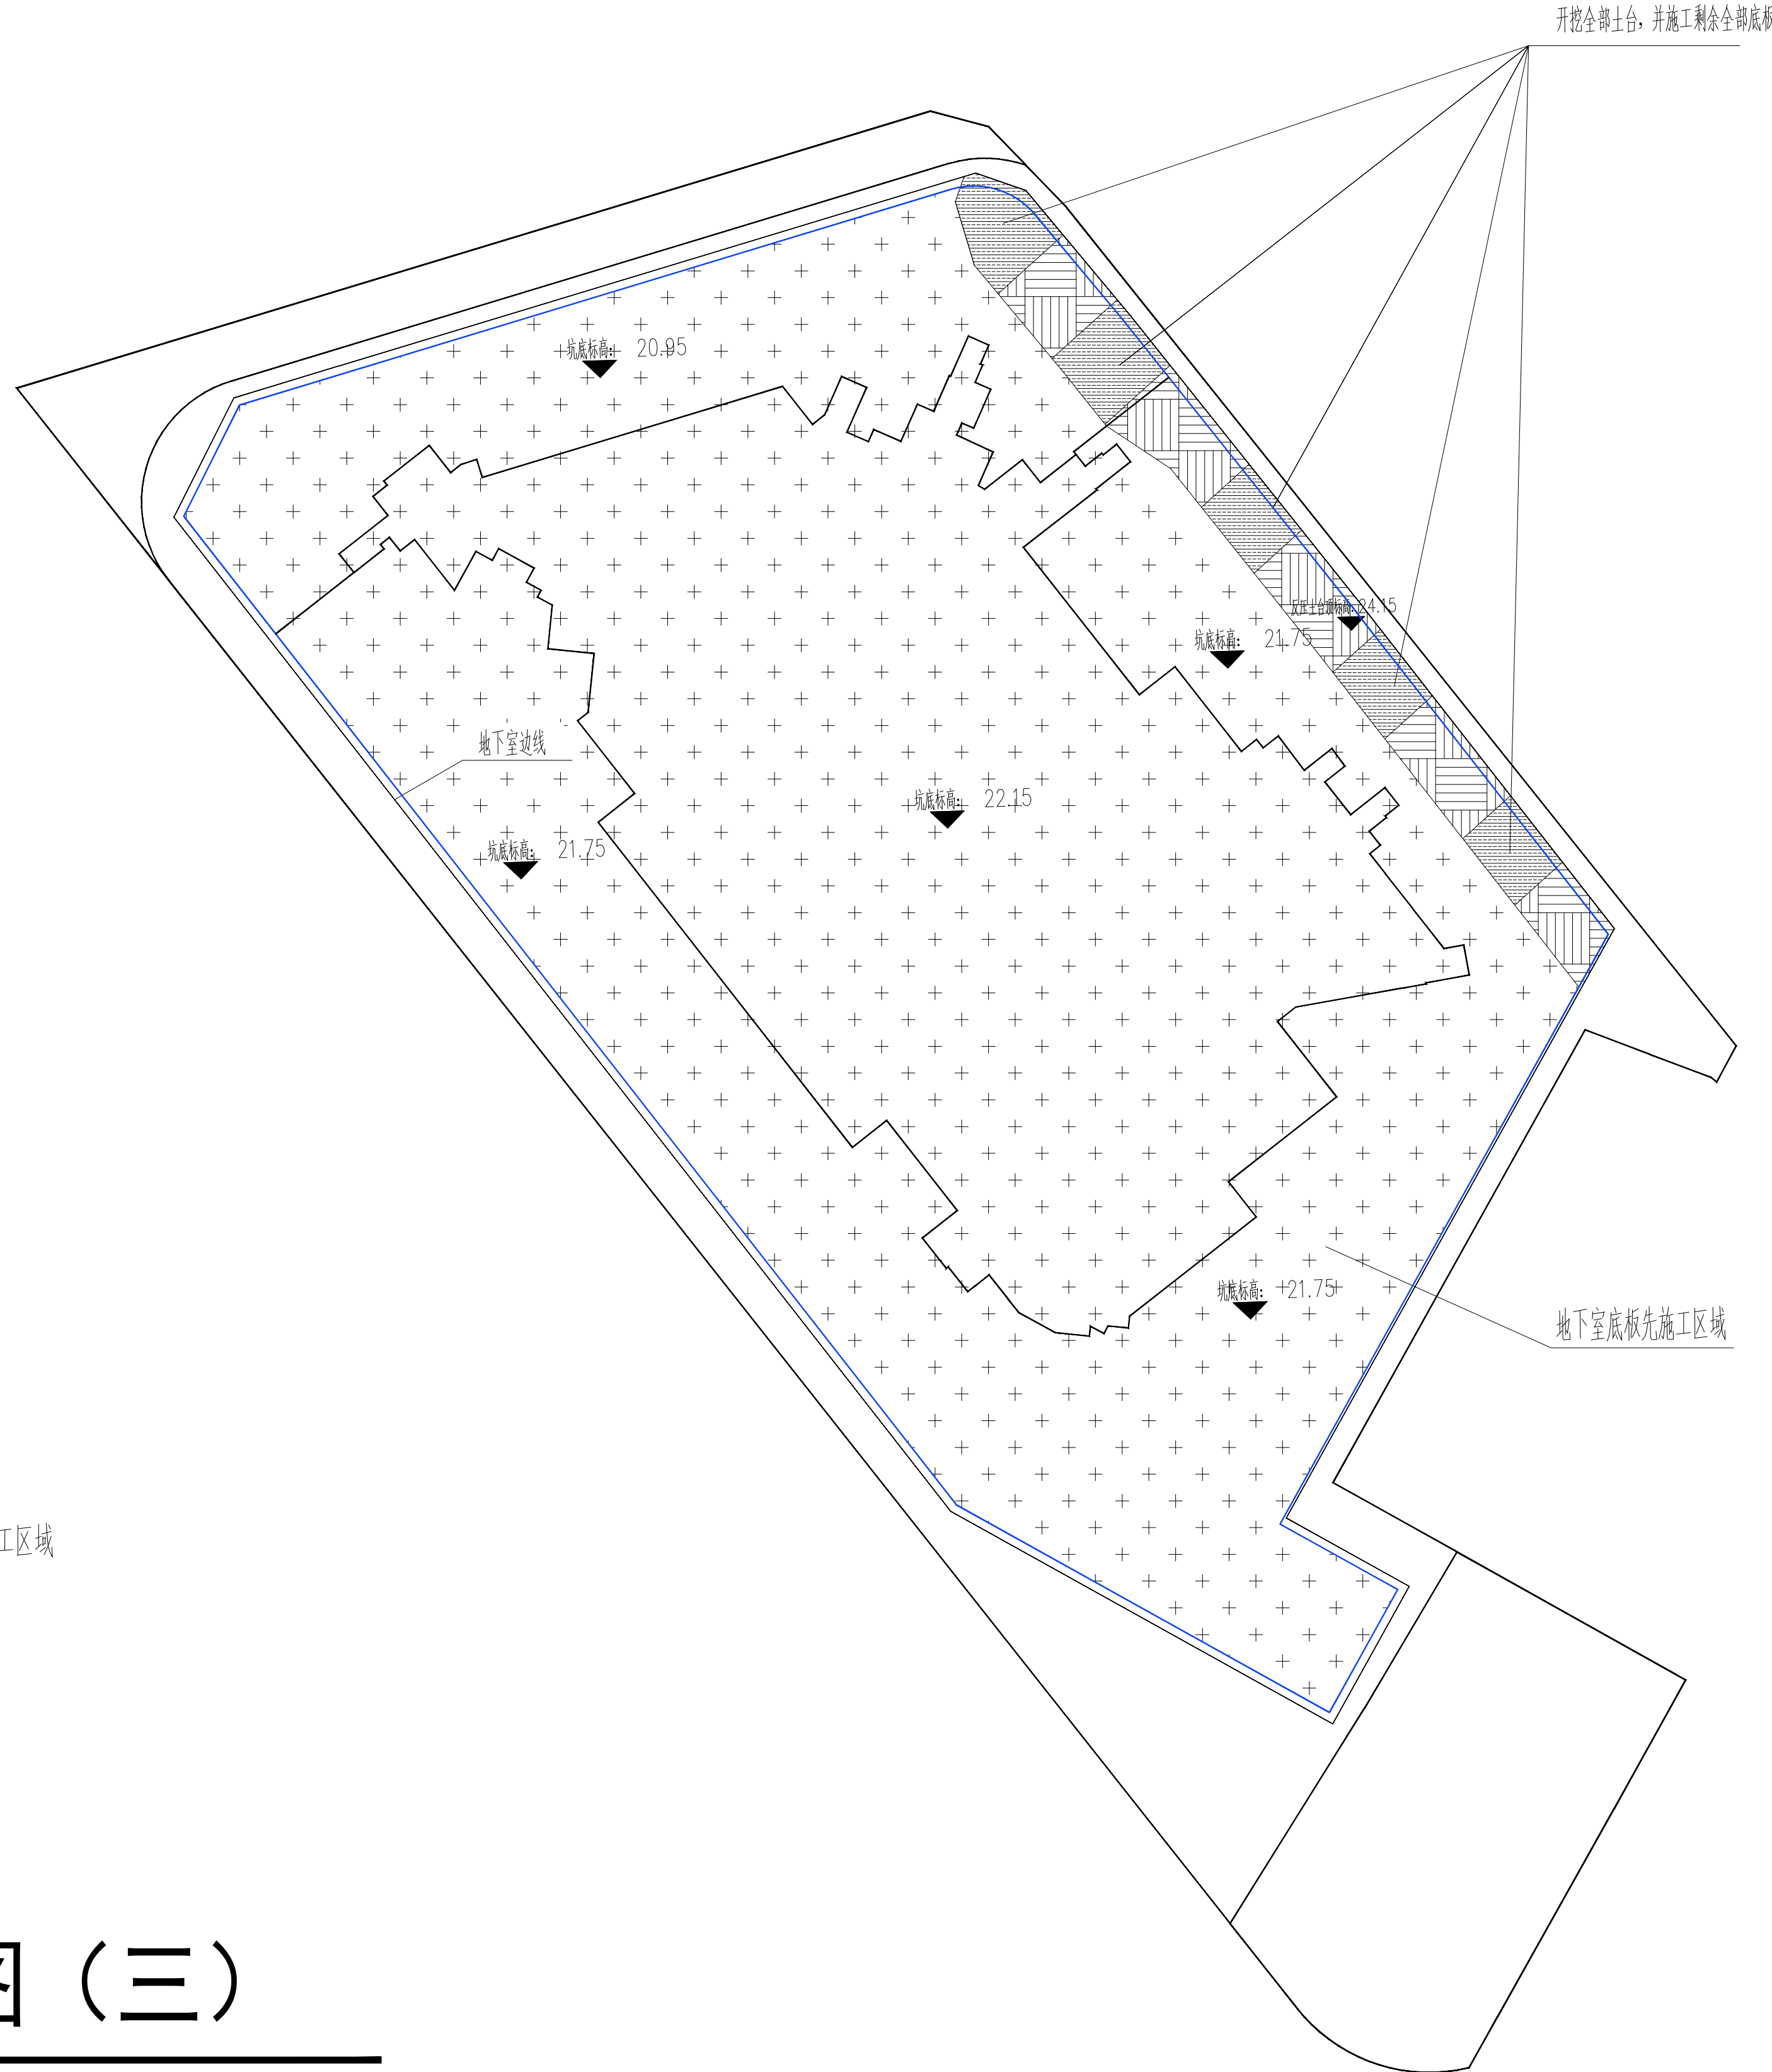 开挖全部土台，并施工剩余全部底板
坑底标高： 20.95
反压土台顶标高：24.15
坑底标高： 21.75
地下室边线
坑底标高： 22.15
坑底标高： 21.75
坑底标高： 21.75
地下室底板先施工区域
工区域
图（三）